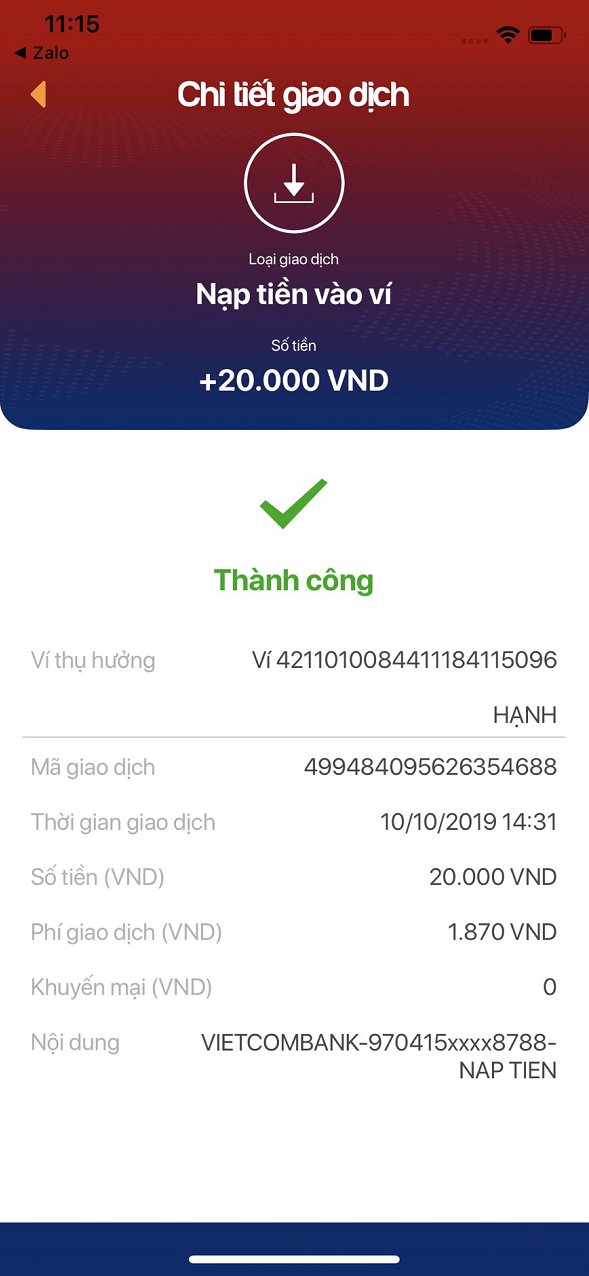 11:15
◀ Zalo
Chi tiết giao dịch
Loại giao dịch
Nạp tiền vào ví
Số tiền
+20.000 VND
Thành công
Ví thụ hưởng Ví 4211010084411184115096
HẠNH
Mã giao dịch 499484095626354688
Thời gian giao dịch 10/10/2019 14:31
Số tiền (VND) 20.000 VND
Phí giao dịch (VND) 1.870 VND
Khuyến mại (VND) 0
Nội dung VIETCOMBANK-970415xxxx8788-
NAP TIEN